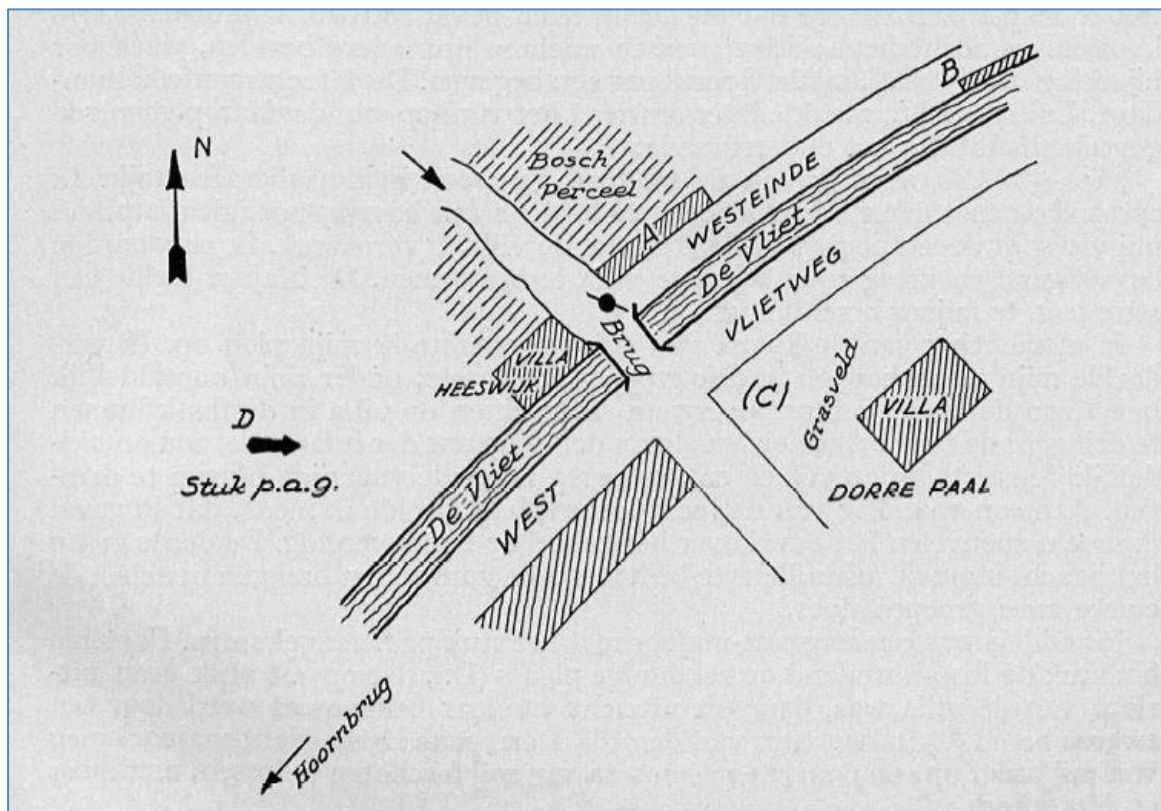 N
Bosch
Perceel
B
A
WESTEINDE
De Vliet
VLIETWEG
Brug
VILLA
HEESWIJK
D
Stuk p.a.g.
De Vliet
WEST
(C)
Grasveld
VILLA
DORRE PAAL
Hoornbrug